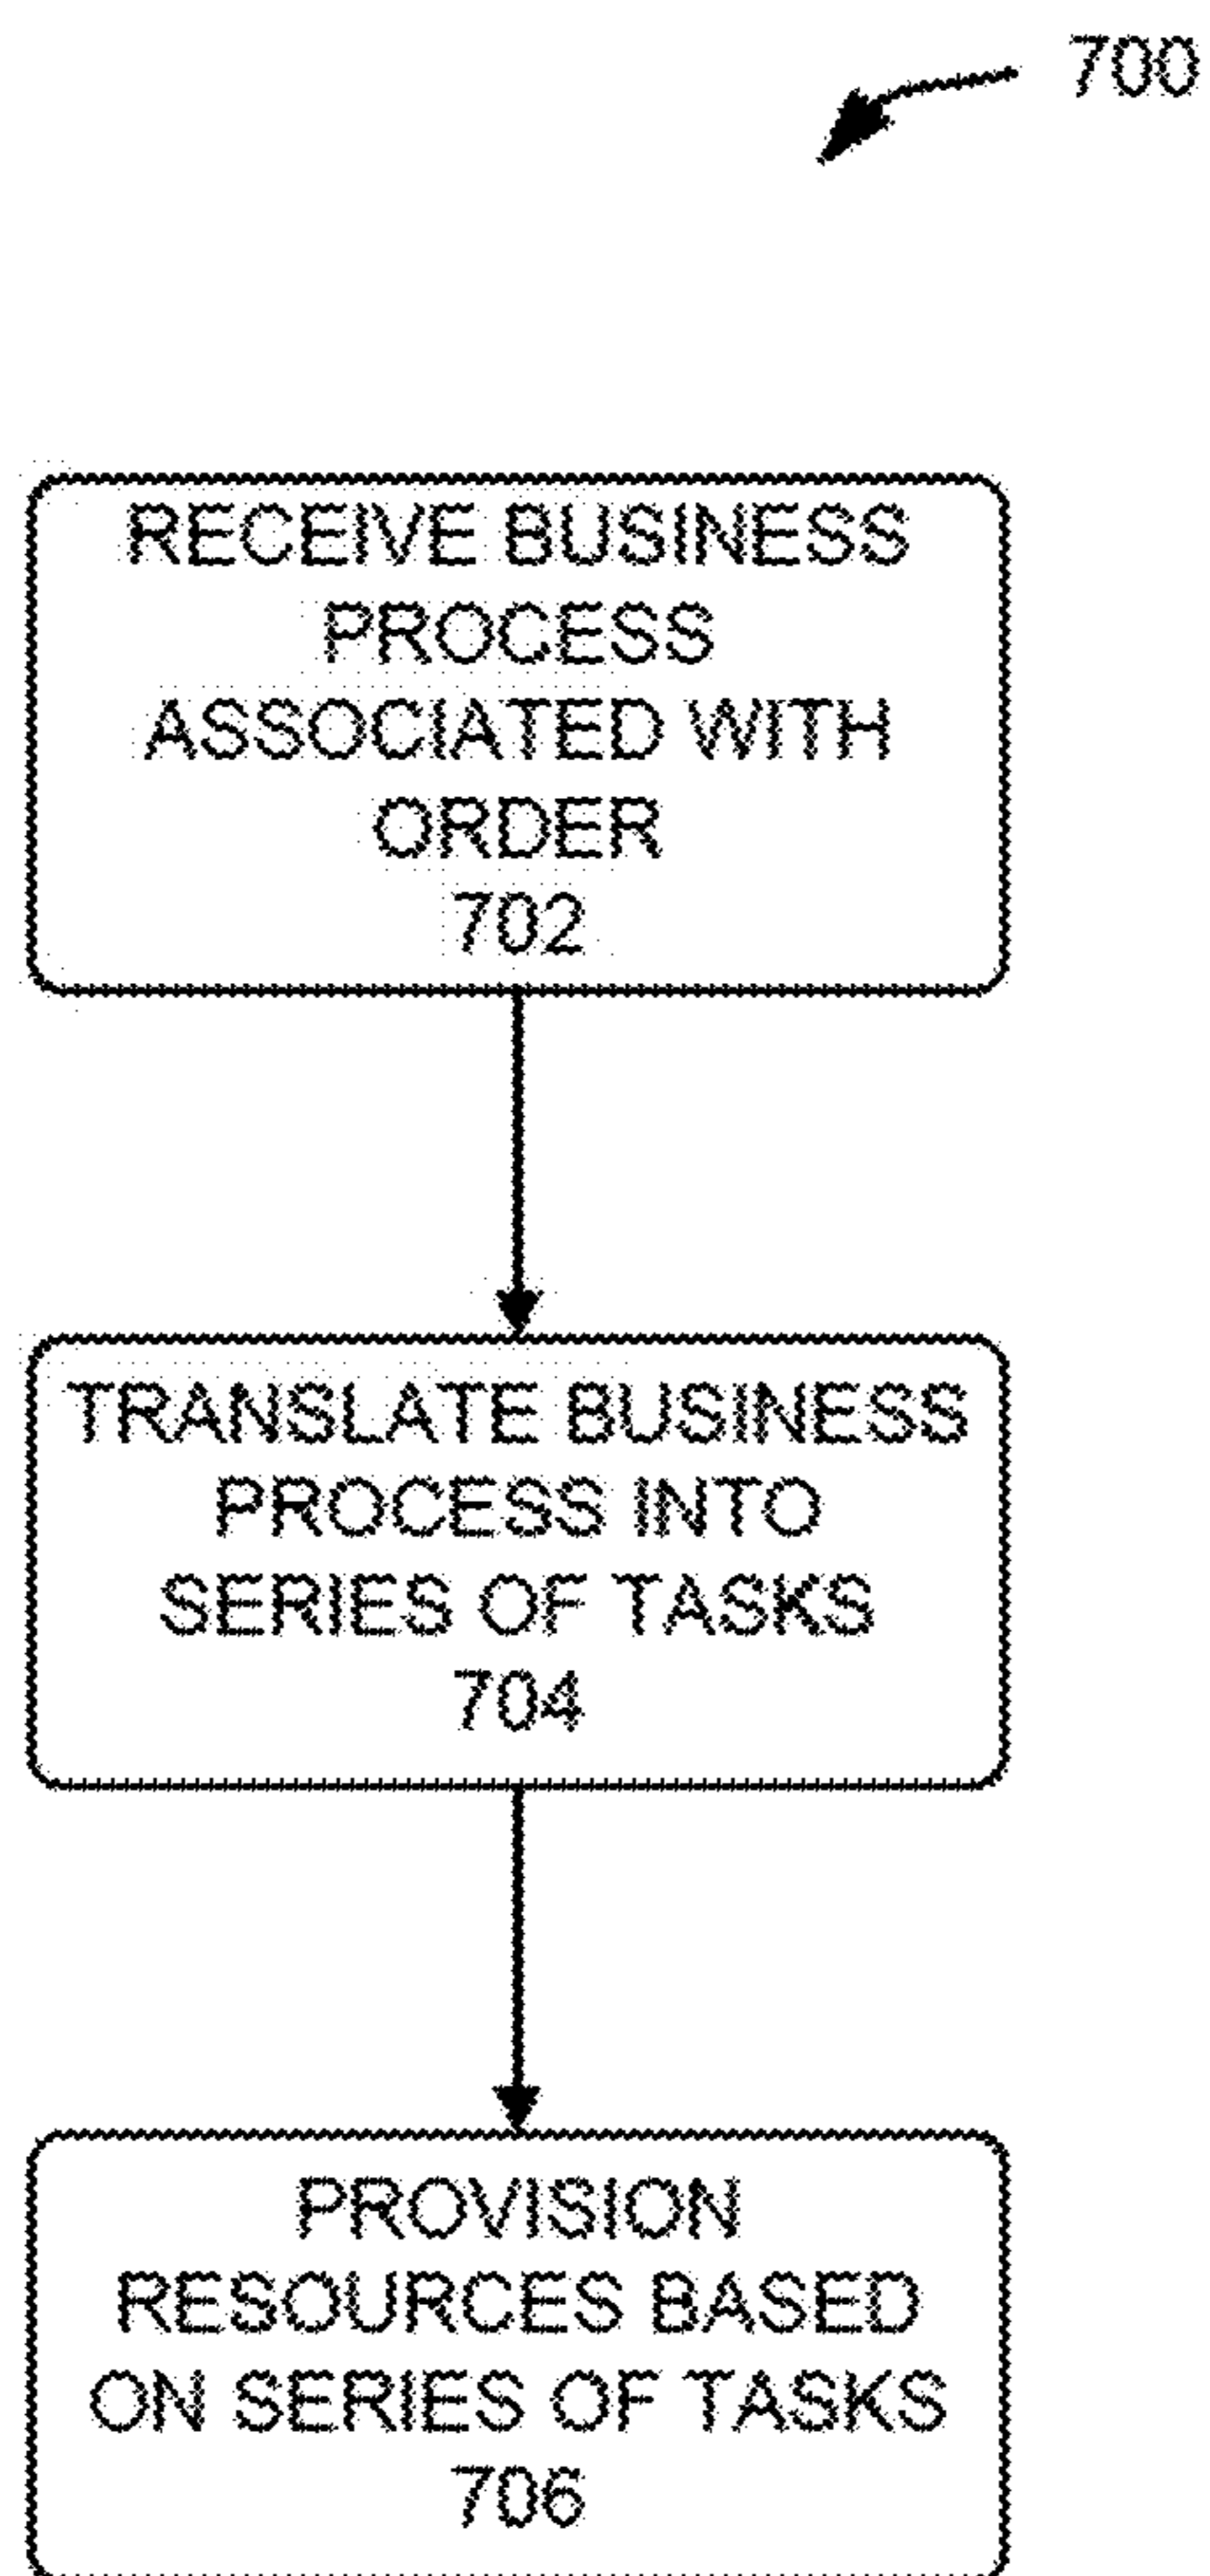 700
RECEIVE BUSINESS
PROCESS
ASSOCIATED WITH
ORDER
702
TRANSLATE BUSINESS
PROCESS INTO
SERIES OF TASKS
704
PROVISION
RESOURCES BASED
ON SERIES OF TASKS
706